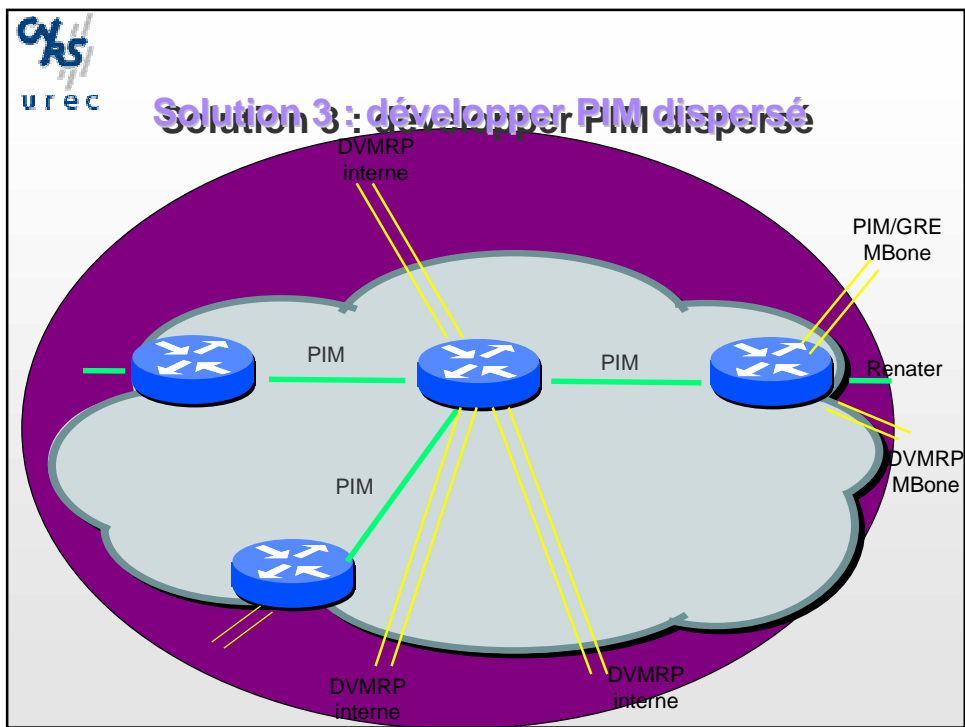 CNRS
urec
Solution 3 : développer PIM dispersé
DVMRP
interne
PIM/GRE
MBone
PIM
PIM
Renater
DVMRP
MBone
PIM
DVMRP
interne
DVMRP
interne